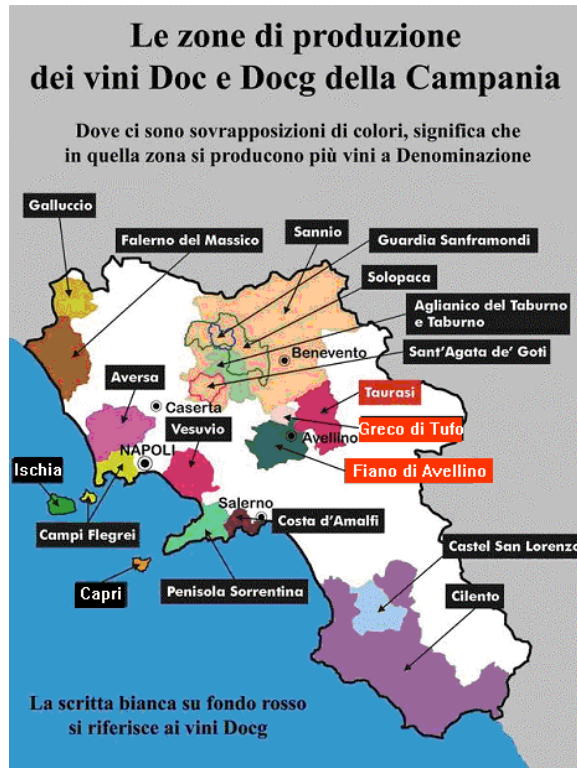 Le zone di produzione
dei vini Doc e Docg della Campania
Dove ci sono sovrapposizioni di colori, significa che
in quella zona si producono più vini a Denominazione
Galluccio
Falerno del Massico
Sannio
Guardia Sanframondi
Solopaca
Aglianico del Taburno
e Taburno
Benevento
Sant'Agata de' Goti
Aversa
Caserta
Taurasi
Greco di Tufo
Vesuvio
Avellino
NAPOLI
Fiano di Avellino
Ischia
Salerno
Costa d'Amalfi
Campi Flegrei
Castel San Lorenzo
Capri
Penisola Sorrentina
Cilento
La scritta bianca su fondo rosso
si riferisce ai vini Docg